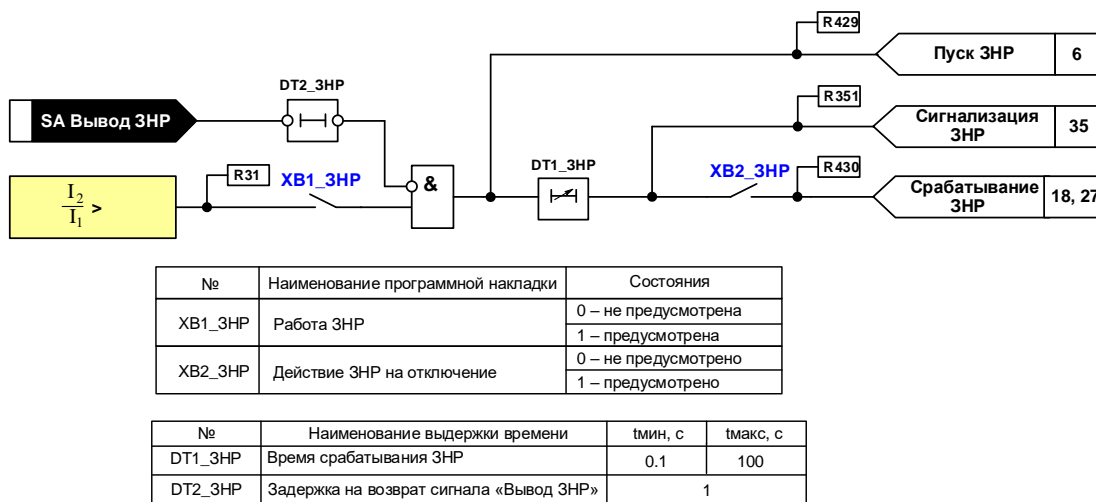 R429
Пуск ЗНР 6
DT2_ЗНР
SA Вывод ЗНР
R351
Сигнализация ЗНР 35
R31
XB1_ЗНР
&
DT1_ЗНР
XB2_ЗНР
R430
Срабатывание ЗНР 18, 27
I2
I1 >
№ Наименование программной накладки Состояния
XB1_ЗНР Работа ЗНР 0 – не предусмотрена
1 – предусмотрена
XB2_ЗНР Действие ЗНР на отключение 0 – не предусмотрено
1 – предусмотрено
№ Наименование выдержки времени tмин, с tмакс, с
DT1_ЗНР Время срабатывания ЗНР 0.1 100
DT2_ЗНР Задержка на возврат сигнала «Вывод ЗНР» 1